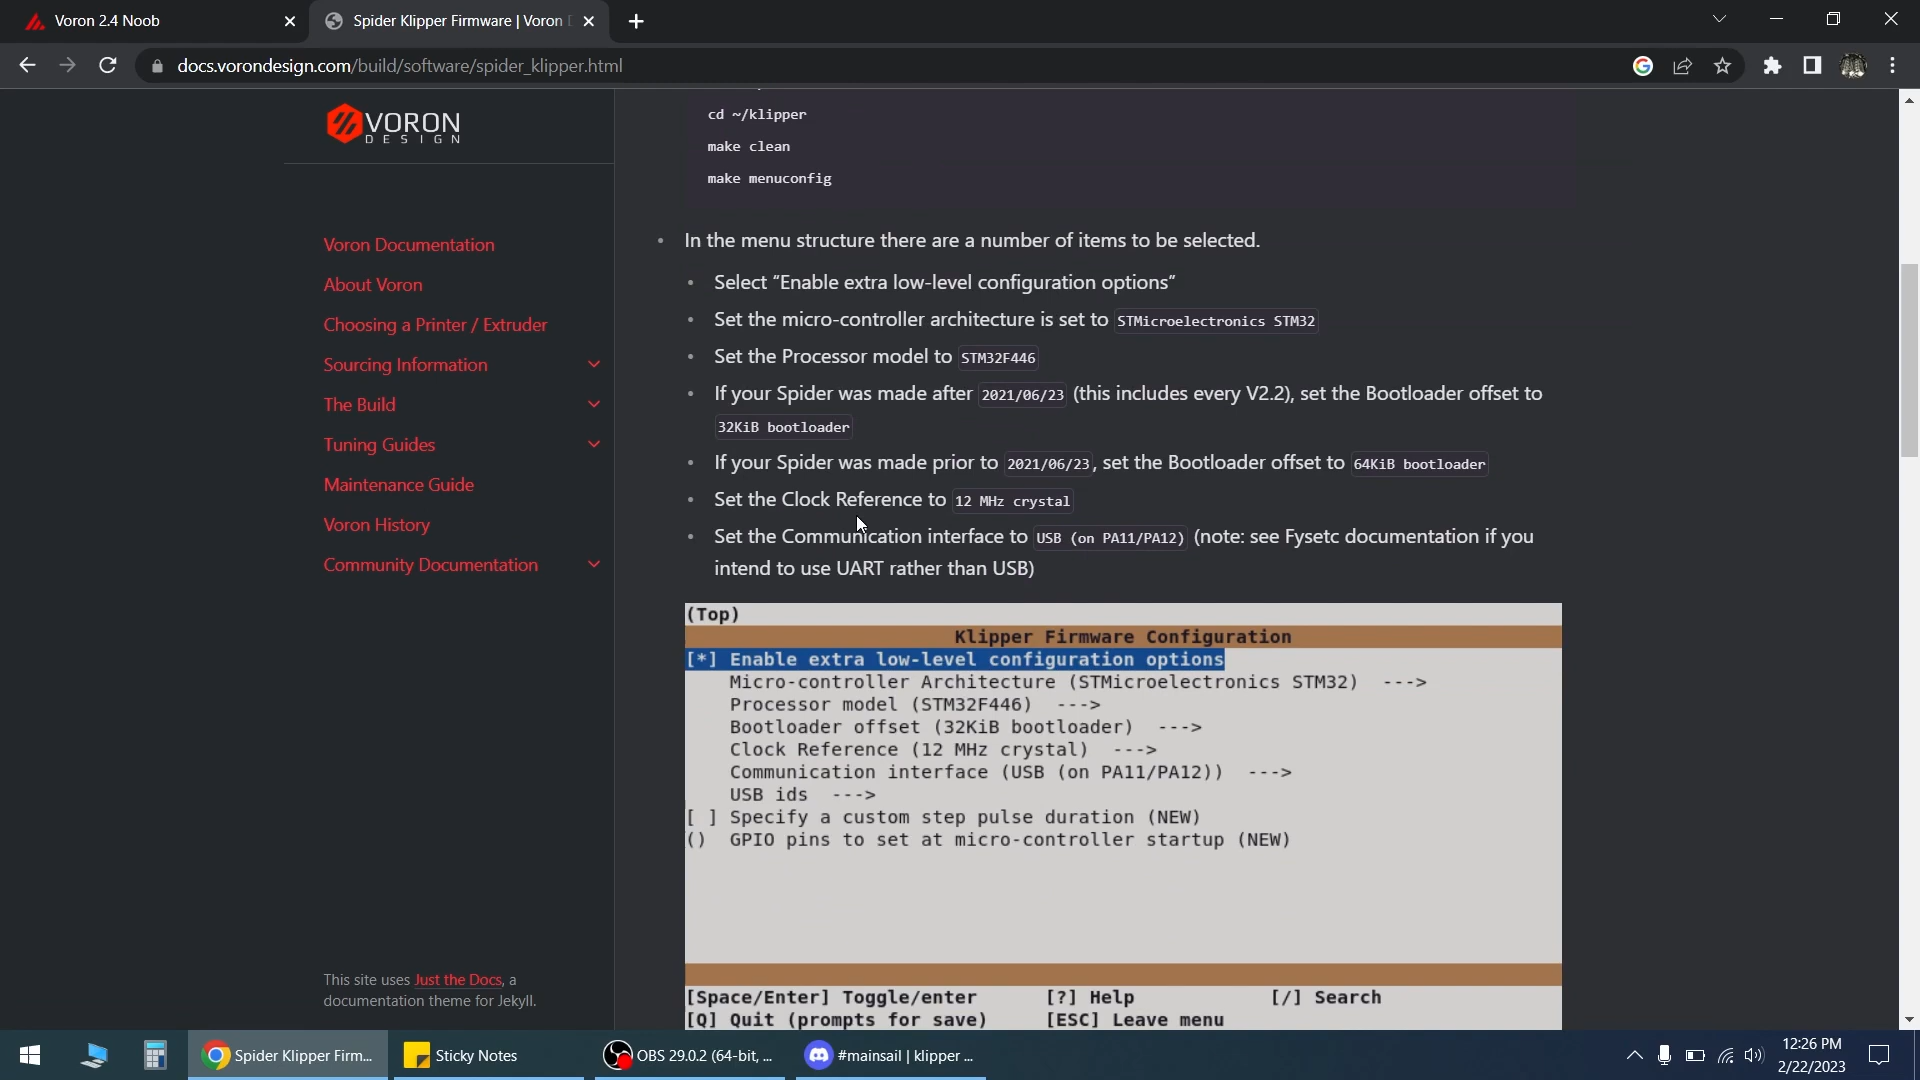 Voron 2.4 Noob
Spider Klipper Firmware | Voron
docs.vorondesign.com/build/software/spider_klipper.html
VORON
DESIGN
Voron Documentation
About Voron
Choosing a Printer / Extruder
Sourcing Information
The Build
Tuning Guides
Maintenance Guide
Voron History
Community Documentation
This site uses Just the Docs, a
documentation theme for Jekyll.
cd ~/klipper
make clean
make menuconfig
• In the menu structure there are a number of items to be selected.
• Select “Enable extra low-level configuration options”
• Set the micro-controller architecture is set to STMicroelectronics STM32
• Set the Processor model to STM32F446
• If your Spider was made after 2021/06/23 (this includes every V2.2), set the Bootloader offset to
32KiB bootloader
• If your Spider was made prior to 2021/06/23, set the Bootloader offset to 64KiB bootloader
• Set the Clock Reference to 12 MHz crystal
• Set the Communication interface to USB (on PA11/PA12) (note: see Fysetc documentation if you
intend to use UART rather than USB)
(Top)
Klipper Firmware Configuration
[*] Enable extra low-level configuration options
Micro-controller Architecture (STMicroelectronics STM32) --->
Processor model (STM32F446) --->
Bootloader offset (32KiB bootloader) --->
Clock Reference (12 MHz crystal) --->
Communication interface (USB (on PA11/PA12)) --->
USB ids --->
[ ] Specify a custom step pulse duration (NEW)
() GPIO pins to set at micro-controller startup (NEW)
[Space/Enter] Toggle/enter [?] Help [/] Search
[Q] Quit (prompts for save) [ESC] Leave menu
Spider Klipper Firm...
Sticky Notes
OBS 29.0.2 (64-bit, ...
#mainsail | klipper ...
12:26 PM
2/22/2023